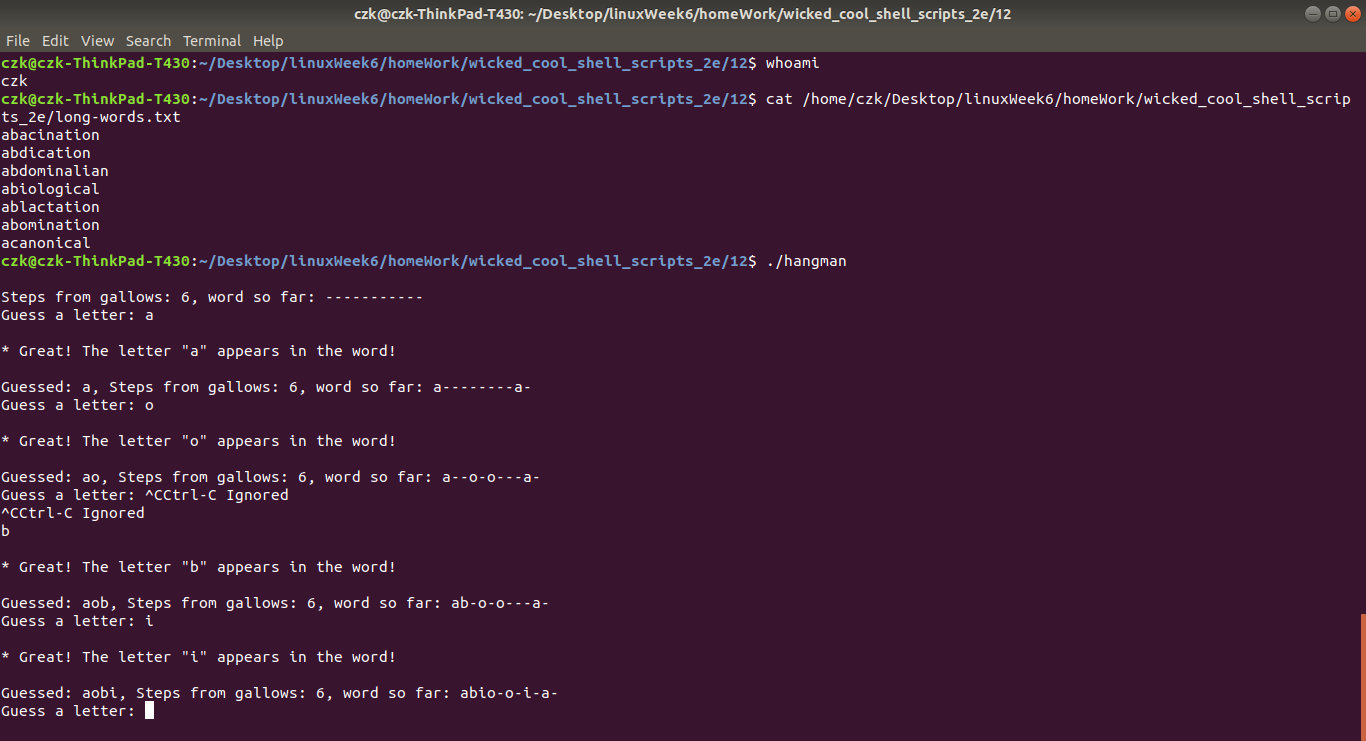 czk@czk-ThinkPad-T430: ~/Desktop/linuxWeek6/homeWork/wicked_cool_shell_scripts_2e/12
File Edit View Search Terminal Help
czk@czk-ThinkPad-T430:~/Desktop/linuxWeek6/homeWork/wicked_cool_shell_scripts_2e/12$ whoami
czk
czk@czk-ThinkPad-T430:~/Desktop/linuxWeek6/homeWork/wicked_cool_shell_scripts_2e/12$ cat /home/czk/Desktop/linuxWeek6/homeWork/wicked_cool_shell_scrip
ts_2e/long-words.txt
abacination
abdication
abdominalian
abiological
ablactation
abomination
acanonical
czk@czk-ThinkPad-T430:~/Desktop/linuxWeek6/homeWork/wicked_cool_shell_scripts_2e/12$ ./hangman
Steps from gallows: 6, word so far: -----------
Guess a letter: a
* Great! The letter "a" appears in the word!
Guessed: a, Steps from gallows: 6, word so far: a--------a-
Guess a letter: o
* Great! The letter "o" appears in the word!
Guessed: ao, Steps from gallows: 6, word so far: a--o-o---a-
Guess a letter: ^CCtrl-C Ignored
^CCtrl-C Ignored
b
* Great! The letter "b" appears in the word!
Guessed: aob, Steps from gallows: 6, word so far: ab-o-o---a-
Guess a letter: i
* Great! The letter "i" appears in the word!
Guessed: aobi, Steps from gallows: 6, word so far: abio-o-i-a-
Guess a letter: